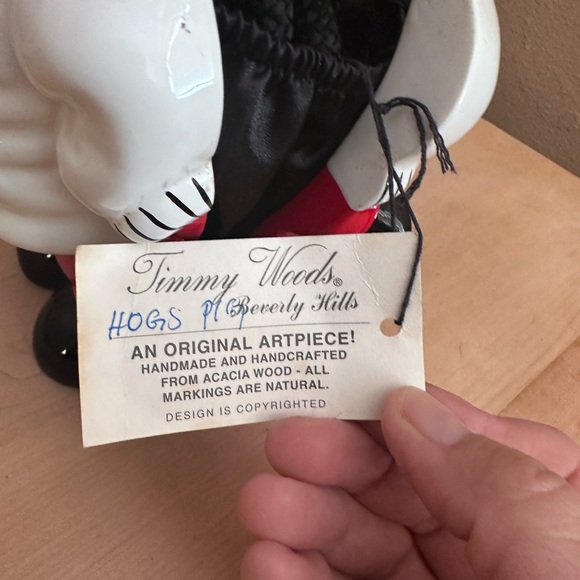 Timmy Woods®
Beverly Hills
HOGS PIG
AN ORIGINAL ARTPIECE!
HANDMADE AND HANDCRAFTED
FROM ACACIA WOOD - ALL
MARKINGS ARE NATURAL.
DESIGN IS COPYRIGHTED